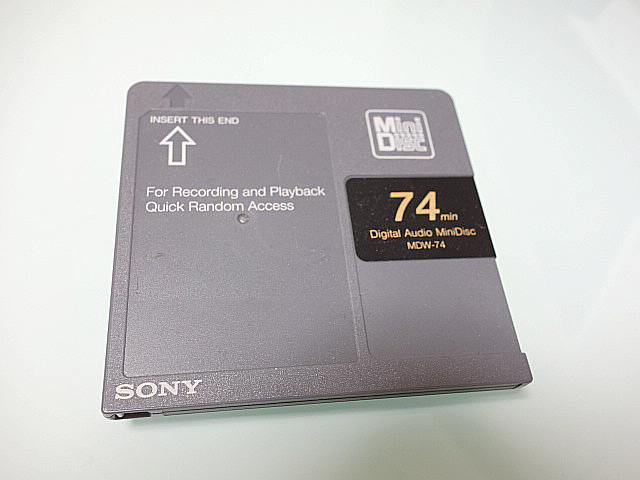 INSERT THIS END
Mini
Disc
For Recording and Playback
Quick Random Access
74min
Digital Audio MiniDisc
MDW-74
SONY